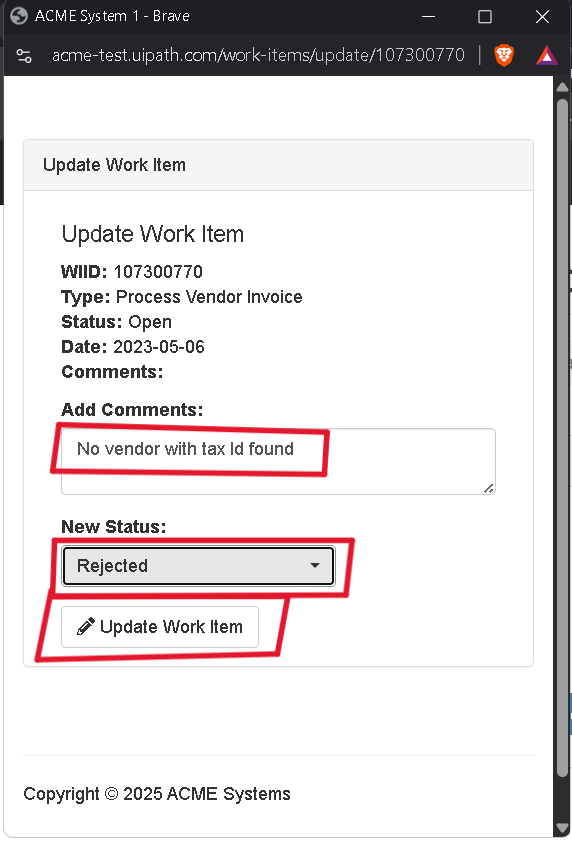 ACME System 1 - Brave
acme-test.uipath.com/work-items/update/107300770
Update Work Item
Update Work Item
WIID: 107300770
Type: Process Vendor Invoice
Status: Open
Date: 2023-05-06
Comments:
Add Comments:
No vendor with tax Id found
New Status:
Rejected
Update Work Item
Copyright © 2025 ACME Systems